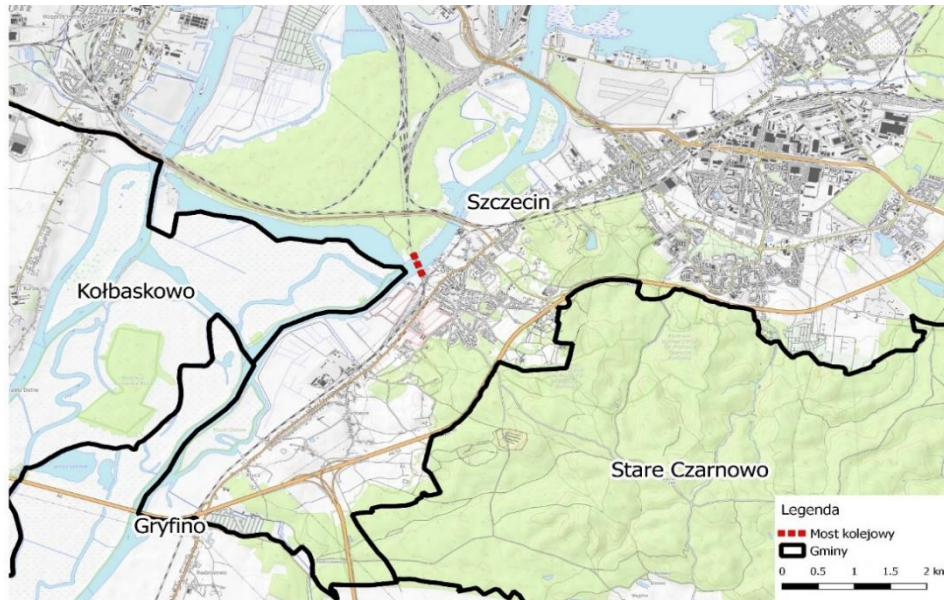 Szczecin
Kołbaskowo
Stare Czarnowo
Gryfino
Legenda
Most kolejowy
Gminy
0 0.5 1 1.5 2 km